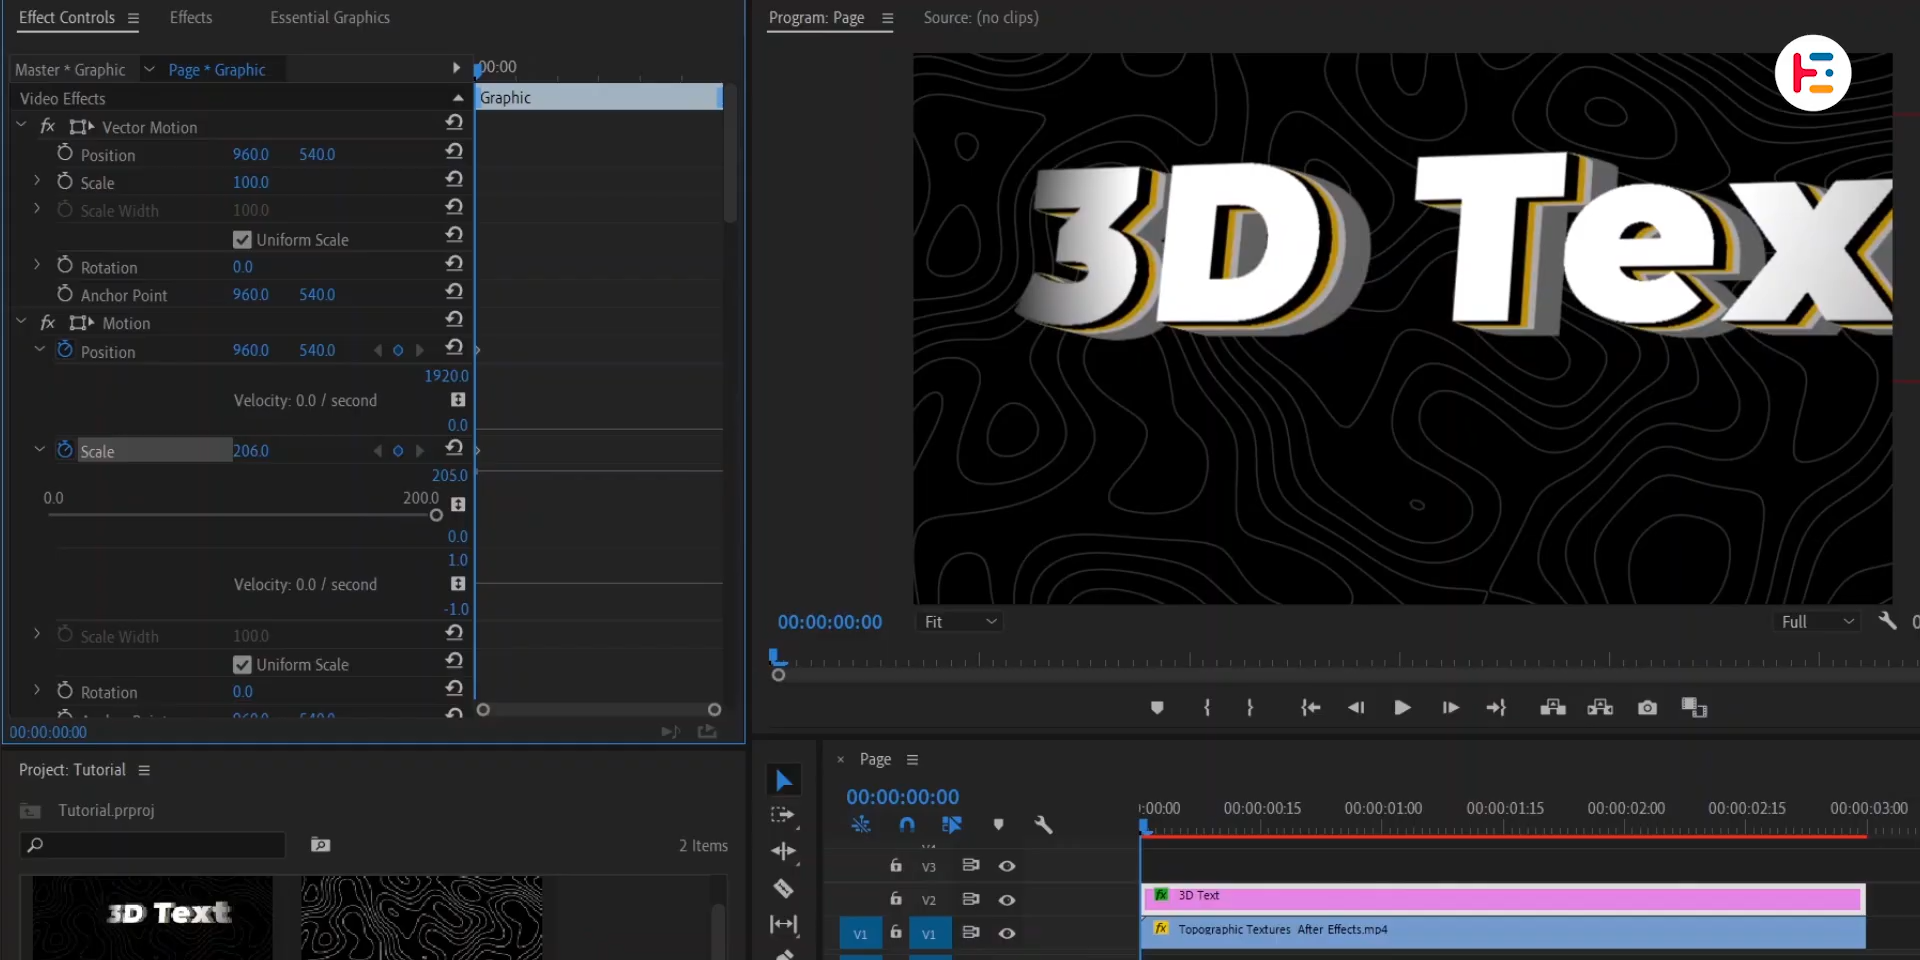 Effect Controls
Effects
Essential Graphics
Master * Graphic
Page * Graphic
00:00
Video Effects
Graphic
fx Vector Motion
Position 960.0 540.0
Scale 100.0
Scale Width 100.0
Uniform Scale
Rotation 0.0
Anchor Point 960.0 540.0
fx Motion
Position 960.0 540.0
1920.0
Velocity: 0.0 / second
0.0
Scale 206.0
205.0
0.0 200.0
0.0
1.0
Velocity: 0.0 / second
-1.0
Scale Width 100.0
Uniform Scale
Rotation 0.0
00:00:00:00
Program: Page
Source: (no clips)
3D Tex
00:00:00:00
Fit
Full
Project: Tutorial
Tutorial.prproj
2 Items
3D Text
Page
00:00:00:00
:00:00 00:00:00:15 00:00:01:00 00:00:01:15 00:00:02:00 00:00:02:15 00:00:03:00
V3
V2
fx 3D Text
V1 V1
fx Topographic Textures After Effects.mp4